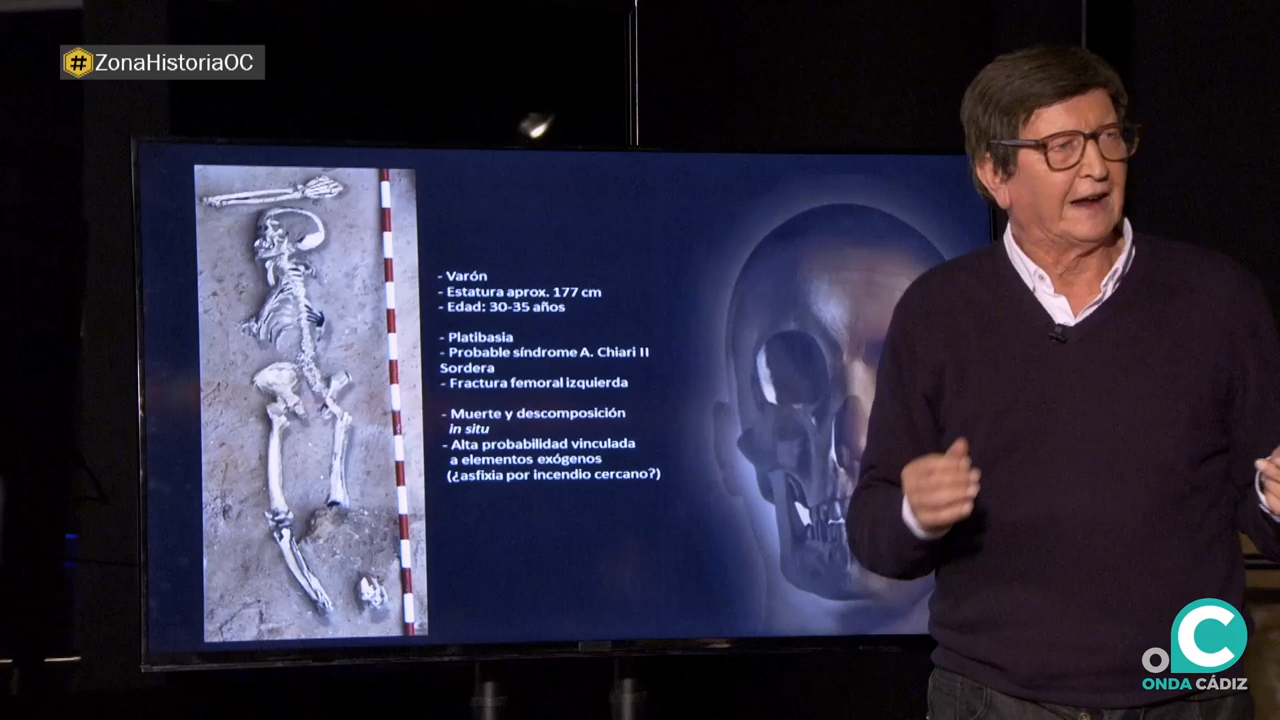 #ZonaHistoriaOC
- Varón
- Estatura aprox. 177 cm
- Edad: 30-35 años
- Platibasia
- Probable síndrome A. Chiari II
Sordera
- Fractura femoral izquierda
- Muerte y descomposición
in situ
- Alta probabilidad vinculada
a elementos exógenos
(¿asfixia por incendio cercano?)
OC
ONDA CÁDIZ